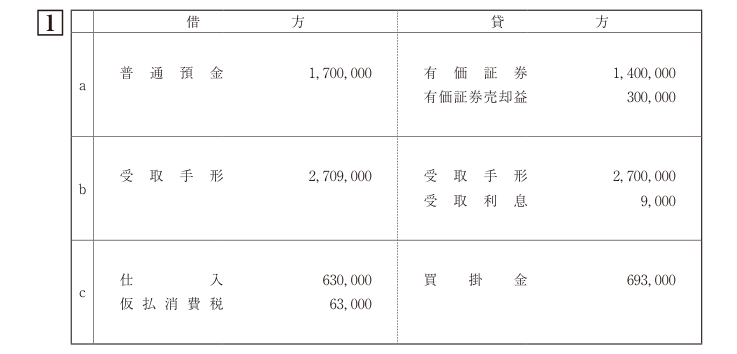 1
借 方 貸 方
a 普通預金 1,700,000 有価証券 1,400,000
有価証券売却益 300,000
b 受取手形 2,709,000 受取手形 2,700,000
受取利息 9,000
c 仕入 630,000 買掛金 693,000
仮払消費税 63,000